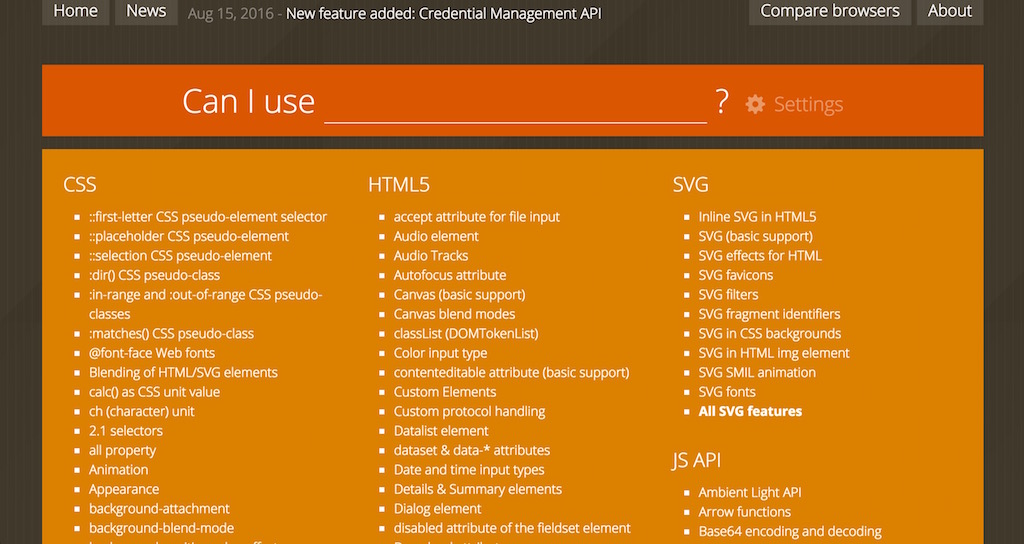 Home
News
Aug 15, 2016 - New feature added: Credential Management API
Compare browsers
About
Can I use
?
Settings
CSS
::first-letter CSS pseudo-element selector
::placeholder CSS pseudo-element
::selection CSS pseudo-element
:dir() CSS pseudo-class
:in-range and :out-of-range CSS pseudo-
classes
:matches() CSS pseudo-class
@font-face Web fonts
Blending of HTML/SVG elements
calc() as CSS unit value
ch (character) unit
2.1 selectors
all property
Animation
Appearance
background-attachment
background-blend-mode
HTML5
accept attribute for file input
Audio element
Audio Tracks
Autofocus attribute
Canvas (basic support)
Canvas blend modes
classList (DOMTokenList)
Color input type
contenteditable attribute (basic support)
Custom Elements
Custom protocol handling
Datalist element
dataset & data-* attributes
Date and time input types
Details & Summary elements
Dialog element
disabled attribute of the fieldset element
SVG
Inline SVG in HTML5
SVG (basic support)
SVG effects for HTML
SVG favicons
SVG filters
SVG fragment identifiers
SVG in CSS backgrounds
SVG in HTML img element
SVG SMIL animation
SVG fonts
All SVG features
JS API
Ambient Light API
Arrow functions
Base64 encoding and decoding